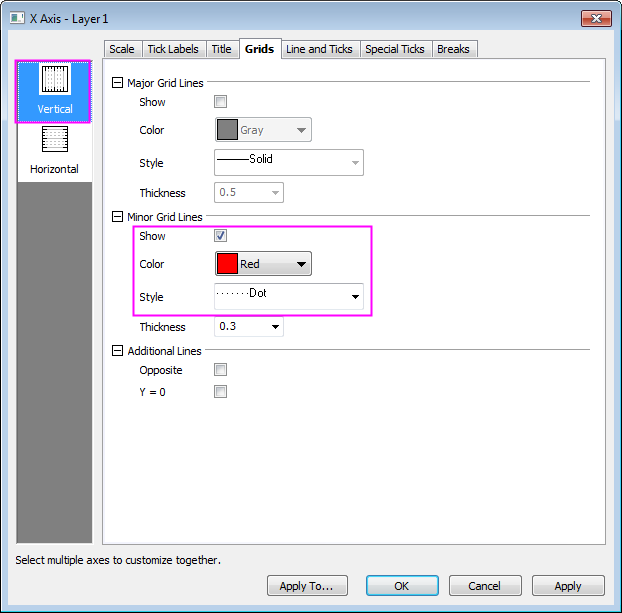 X Axis - Layer1
Scale Tick Labels Title Grids Line and Ticks Special Ticks Breaks
Vertical
Horizontal
Major Grid Lines
Show
Color Gray
Style Solid
Thickness 0.5
Minor Grid Lines
Show
Color Red
Style Dot
Thickness 0.3
Additional Lines
Opposite
Y = 0
Select multiple axes to customize together.
Apply To... OK Cancel Apply